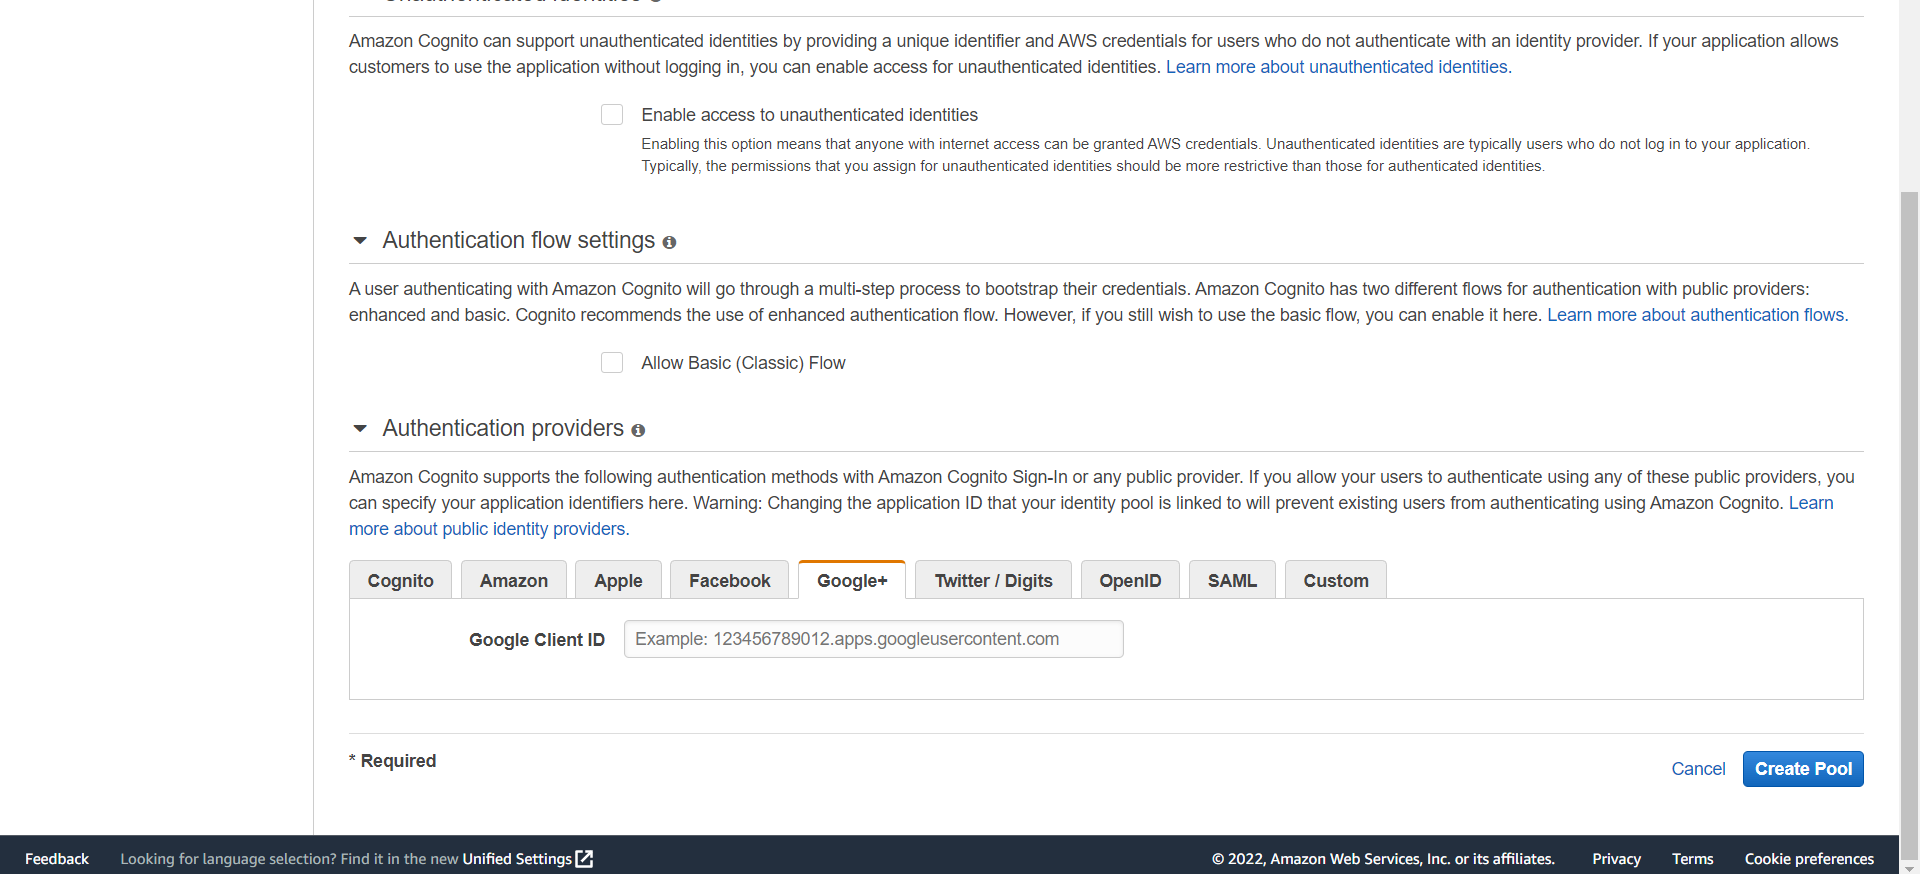 Amazon Cognito can support unauthenticated identities by providing a unique identifier and AWS credentials for users who do not authenticate with an identity provider. If your application allows
customers to use the application without logging in, you can enable access for unauthenticated identities. Learn more about unauthenticated identities.
Enable access to unauthenticated identities
Enabling this option means that anyone with internet access can be granted AWS credentials. Unauthenticated identities are typically users who do not log in to your application.
Typically, the permissions that you assign for unauthenticated identities should be more restrictive than those for authenticated identities.
Authentication flow settings
A user authenticating with Amazon Cognito will go through a multi-step process to bootstrap their credentials. Amazon Cognito has two different flows for authentication with public providers:
enhanced and basic. Cognito recommends the use of enhanced authentication flow. However, if you still wish to use the basic flow, you can enable it here. Learn more about authentication flows.
Allow Basic (Classic) Flow
Authentication providers
Amazon Cognito supports the following authentication methods with Amazon Cognito Sign-In or any public provider. If you allow your users to authenticate using any of these public providers, you
can specify your application identifiers here. Warning: Changing the application ID that your identity pool is linked to will prevent existing users from authenticating using Amazon Cognito. Learn
more about public identity providers.
Cognito Amazon Apple Facebook Google+ Twitter / Digits OpenID SAML Custom
Google Client ID Example: 123456789012.apps.googleusercontent.com
* Required
Cancel Create Pool
Feedback Looking for language selection? Find it in the new Unified Settings © 2022, Amazon Web Services, Inc. or its affiliates. Privacy Terms Cookie preferences